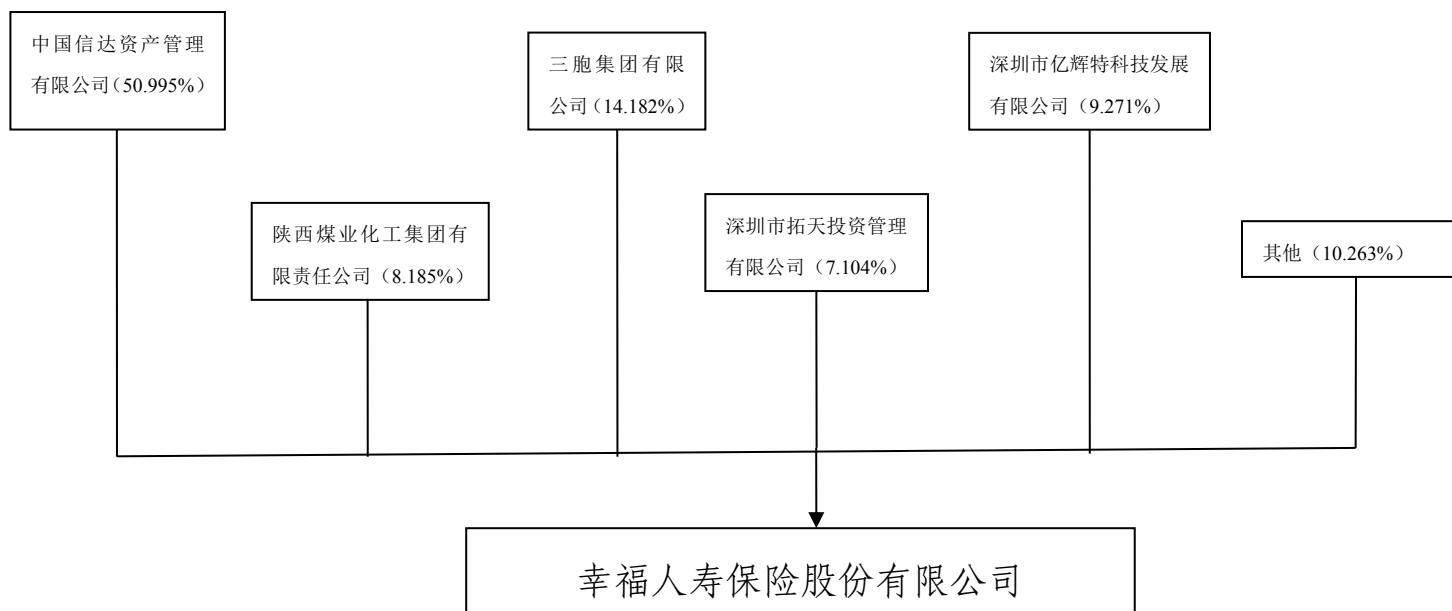 中国信达资产管理
有限公司（50.995%）
三胞集团有限
公司（14.182%）
深圳市亿辉特科技发展
有限公司（9.271%）
陕西煤业化工集团有
限责任公司（8.185%）
深圳市拓天投资管理
有限公司（7.104%）
其他（10.263%）
幸福人寿保险股份有限公司